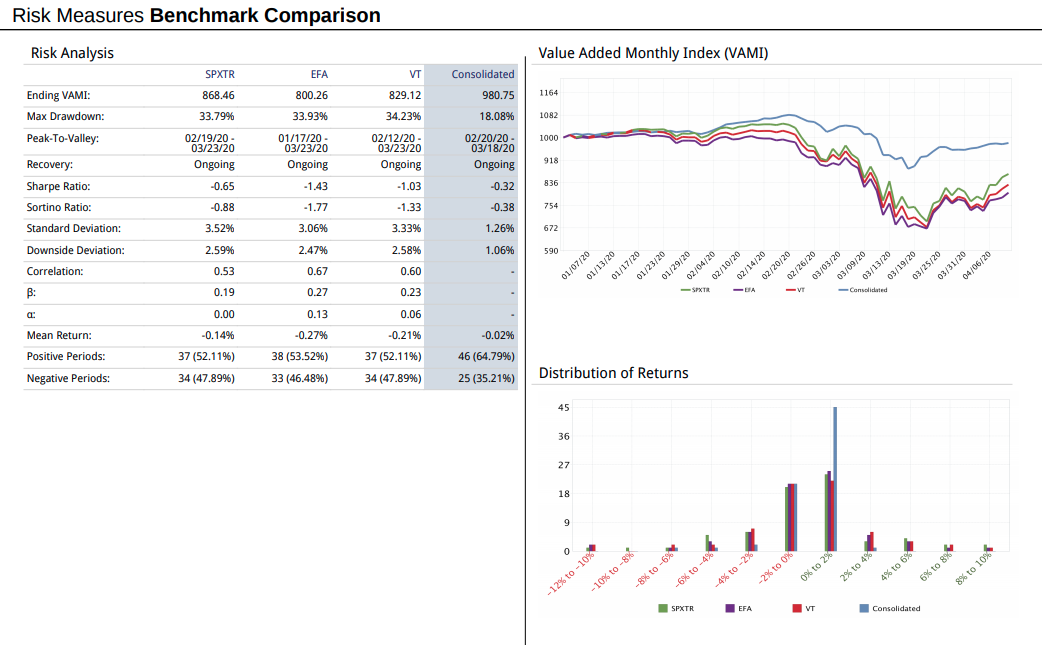 Risk Measures Benchmark Comparison
Risk Analysis
SPXTR EFA VT Consolidated
Ending VAMI: 868.46 800.26 829.12 980.75
Max Drawdown: 33.79% 33.93% 34.23% 18.08%
Peak-To-Valley: 02/19/20 - 01/17/20 - 02/12/20 - 02/20/20 -
03/23/20 03/23/20 03/23/20 03/18/20
Recovery: Ongoing Ongoing Ongoing Ongoing
Sharpe Ratio: -0.65 -1.43 -1.03 -0.32
Sortino Ratio: -0.88 -1.77 -1.33 -0.38
Standard Deviation: 3.52% 3.06% 3.33% 1.26%
Downside Deviation: 2.59% 2.47% 2.58% 1.06%
Correlation: 0.53 0.67 0.60 -
β: 0.19 0.27 0.23 -
α: 0.00 0.13 0.06 -
Mean Return: -0.14% -0.27% -0.21% -0.02%
Positive Periods: 37 (52.11%) 38 (53.52%) 37 (52.11%) 46 (64.79%)
Negative Periods: 34 (47.89%) 33 (46.48%) 34 (47.89%) 25 (35.21%)
Value Added Monthly Index (VAMI)
1164
1082
1000
918
836
754
672
590
01/07/20 01/13/20 01/17/20 01/23/20 01/29/20 02/04/20 02/10/20 02/14/20 02/20/20 02/26/20 03/03/20 03/09/20 03/13/20 03/19/20 03/25/20 03/31/20 04/06/20
SPXTR EFA VT Consolidated
Distribution of Returns
45
36
27
18
9
0
−12% to −10% −10% to −8% −8% to −6% −6% to −4% −4% to −2% −2% to 0% 0% to 2% 2% to 4% 4% to 6% 6% to 8% 8% to 10%
SPXTR EFA VT Consolidated